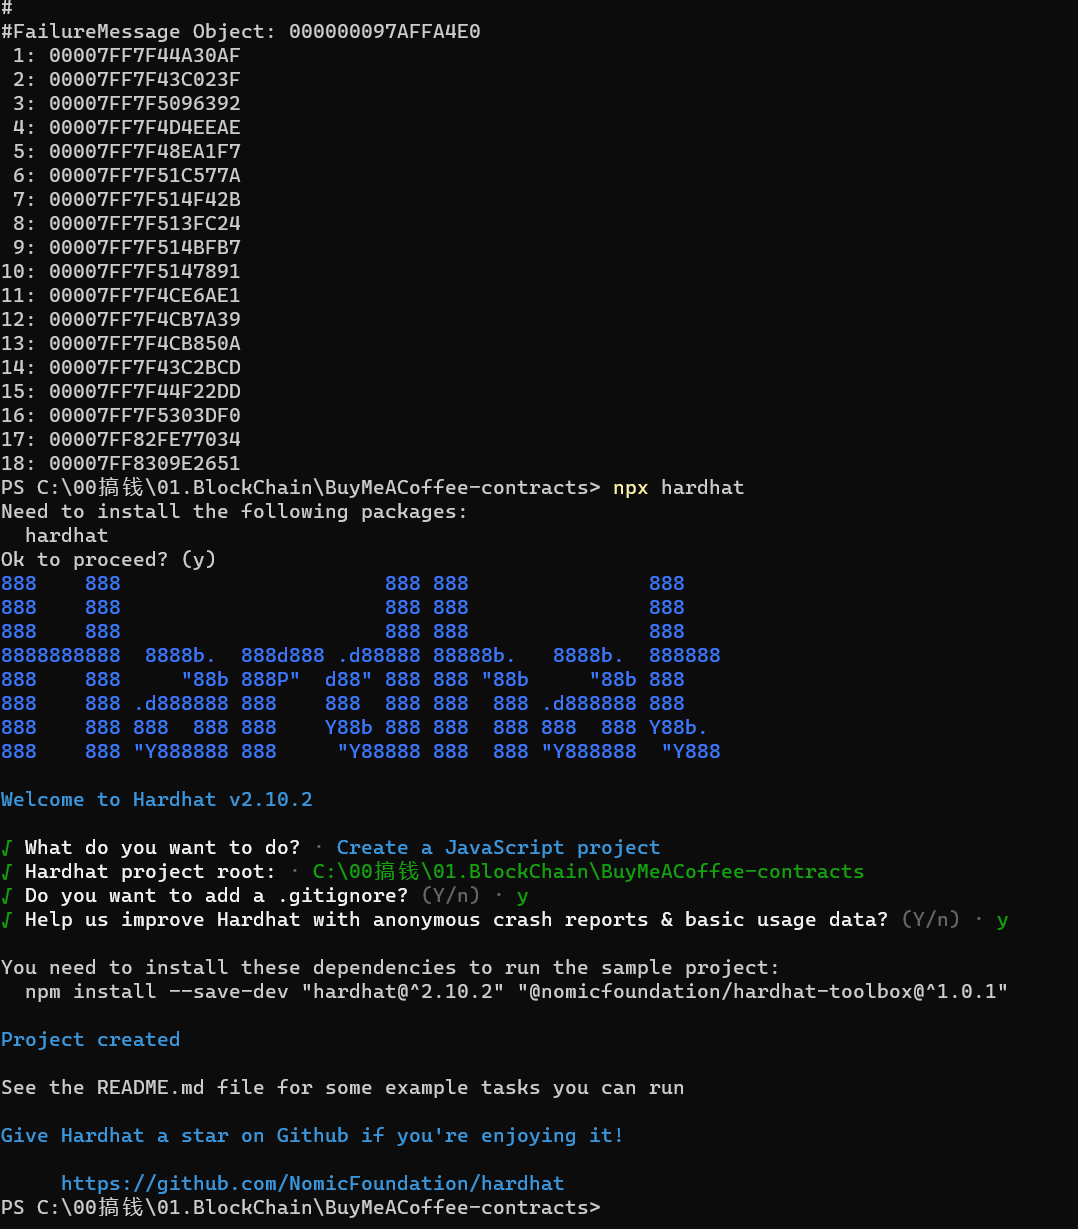 #
#FailureMessage Object: 000000097AFFA4E0
 1: 00007FF7F44A30AF
 2: 00007FF7F43C023F
 3: 00007FF7F5096392
 4: 00007FF7F4D4EEAE
 5: 00007FF7F48EA1F7
 6: 00007FF7F51C577A
 7: 00007FF7F514F42B
 8: 00007FF7F513FC24
 9: 00007FF7F514BFB7
10: 00007FF7F5147891
11: 00007FF7F4CE6AE1
12: 00007FF7F4CB7A39
13: 00007FF7F4CB850A
14: 00007FF7F43C2BCD
15: 00007FF7F44F22DD
16: 00007FF7F5303DF0
17: 00007FF82FE77034
18: 00007FF8309E2651
PS C:\00搞钱\01.BlockChain\BuyMeACoffee-contracts> npx hardhat
Need to install the following packages:
  hardhat
Ok to proceed? (y)
888    888                      888 888               888
888    888                      888 888               888
888    888                      888 888               888
8888888888  8888b.  888d888 .d88888 88888b.   8888b.  888888
888    888     "88b 888P"  d88" 888 888 "88b     "88b 888
888    888 .d888888 888    888  888 888  888 .d888888 888
888    888 888  888 888    Y88b 888 888  888 888  888 Y88b.
888    888 "Y888888 888     "Y88888 888  888 "Y888888  "Y888
Welcome to Hardhat v2.10.2
√ What do you want to do? · Create a JavaScript project
√ Hardhat project root: · C:\00搞钱\01.BlockChain\BuyMeACoffee-contracts
√ Do you want to add a .gitignore? (Y/n) · y
√ Help us improve Hardhat with anonymous crash reports & basic usage data? (Y/n) · y
You need to install these dependencies to run the sample project:
  npm install --save-dev "hardhat@^2.10.2" "@nomicfoundation/hardhat-toolbox@^1.0.1"
Project created
See the README.md file for some example tasks you can run
Give Hardhat a star on Github if you're enjoying it!
     https://github.com/NomicFoundation/hardhat
PS C:\00搞钱\01.BlockChain\BuyMeACoffee-contracts>